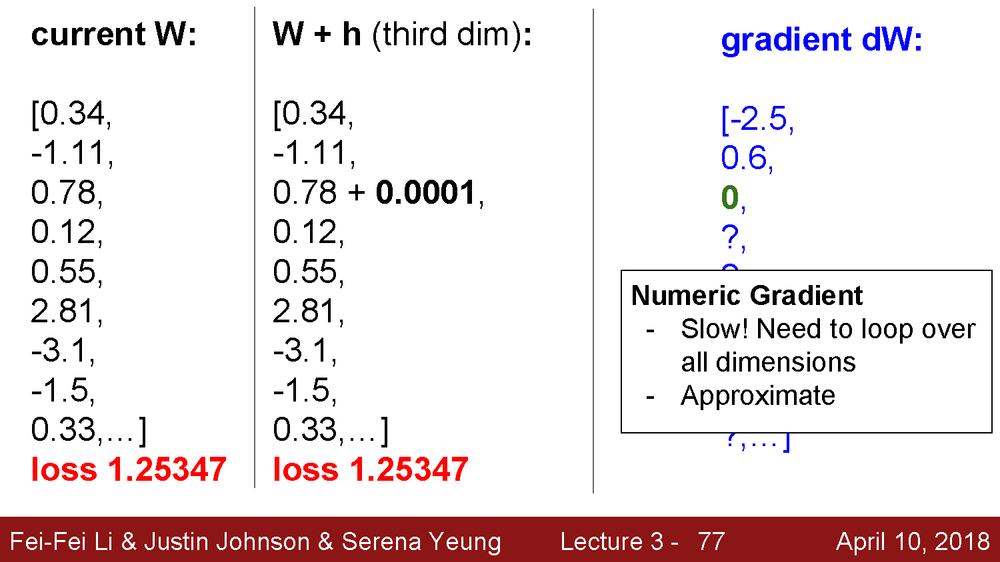 current W:
[0.34,
-1.11,
0.78,
0.12,
0.55,
2.81,
-3.1,
-1.5,
0.33,…]
loss 1.25347
W + h (third dim):
[0.34,
-1.11,
0.78 + 0.0001,
0.12,
0.55,
2.81,
-3.1,
-1.5,
0.33,…]
loss 1.25347
gradient dW:
[-2.5,
0.6,
0,
?,
?,…]
Numeric Gradient
- Slow! Need to loop over
all dimensions
- Approximate
Fei-Fei Li & Justin Johnson & Serena Yeung Lecture 3 - 77 April 10, 2018